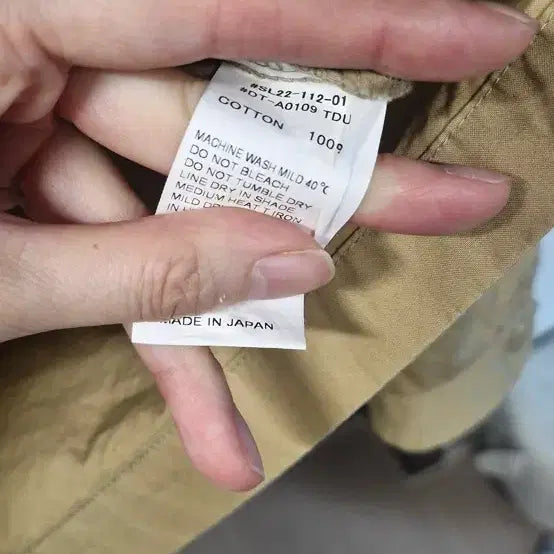 #SL22-112-01
#DT-A0109 TDU
COTTON 100%
MACHINE WASH MILD 40℃
DO NOT BLEACH
DO NOT TUMBLE DRY
LINE DRY IN SHADE
MEDIUM HEAT IRON
MILD
MADE IN JAPAN